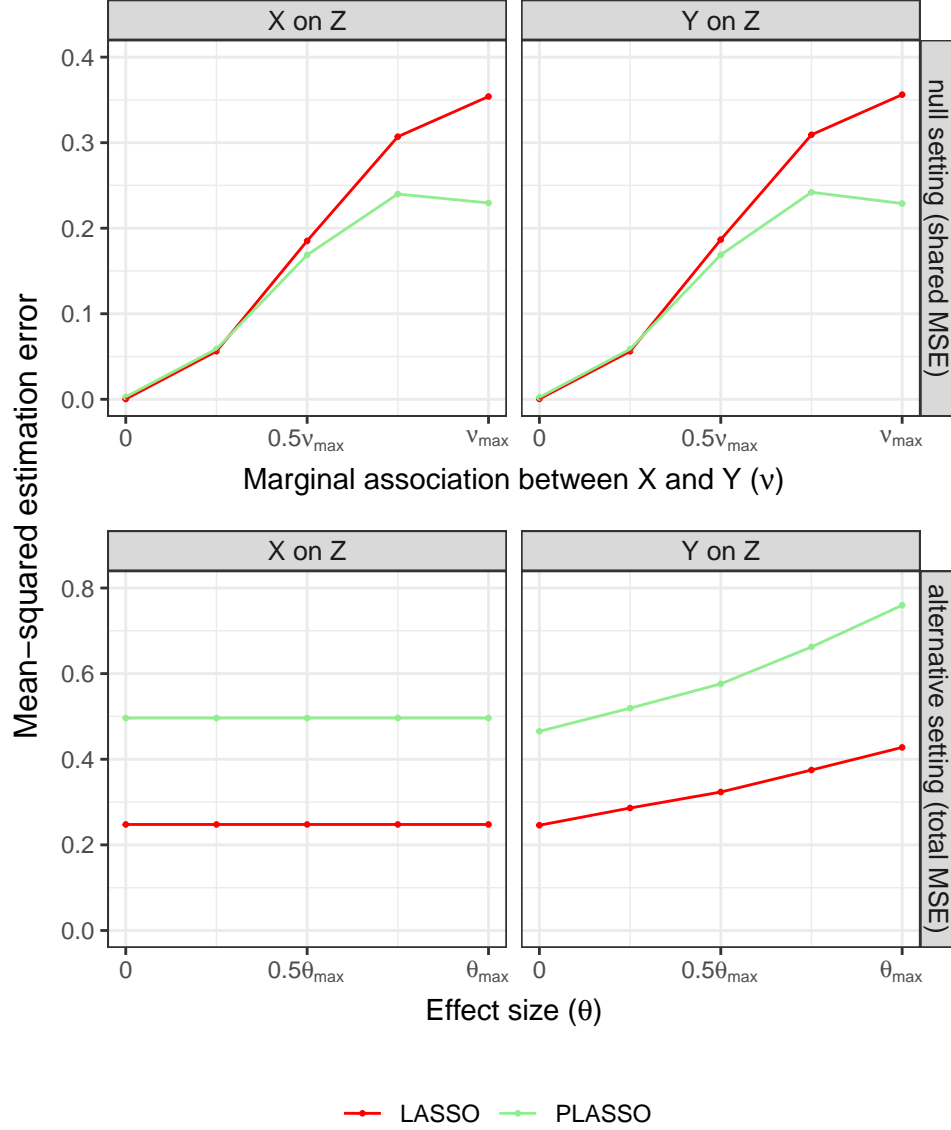 X on Z
Y on Z
0.4
0.3
0.2
0.1
0.0
0
0.5νmax
νmax
0
0.5νmax
νmax
Marginal association between X and Y (ν)
null setting (shared MSE)
Mean−squared estimation error
X on Z
Y on Z
0.8
0.6
0.4
0.2
0.0
0
0.5θmax
θmax
0
0.5θmax
θmax
Effect size (θ)
alternative setting (total MSE)
LASSO
PLASSO